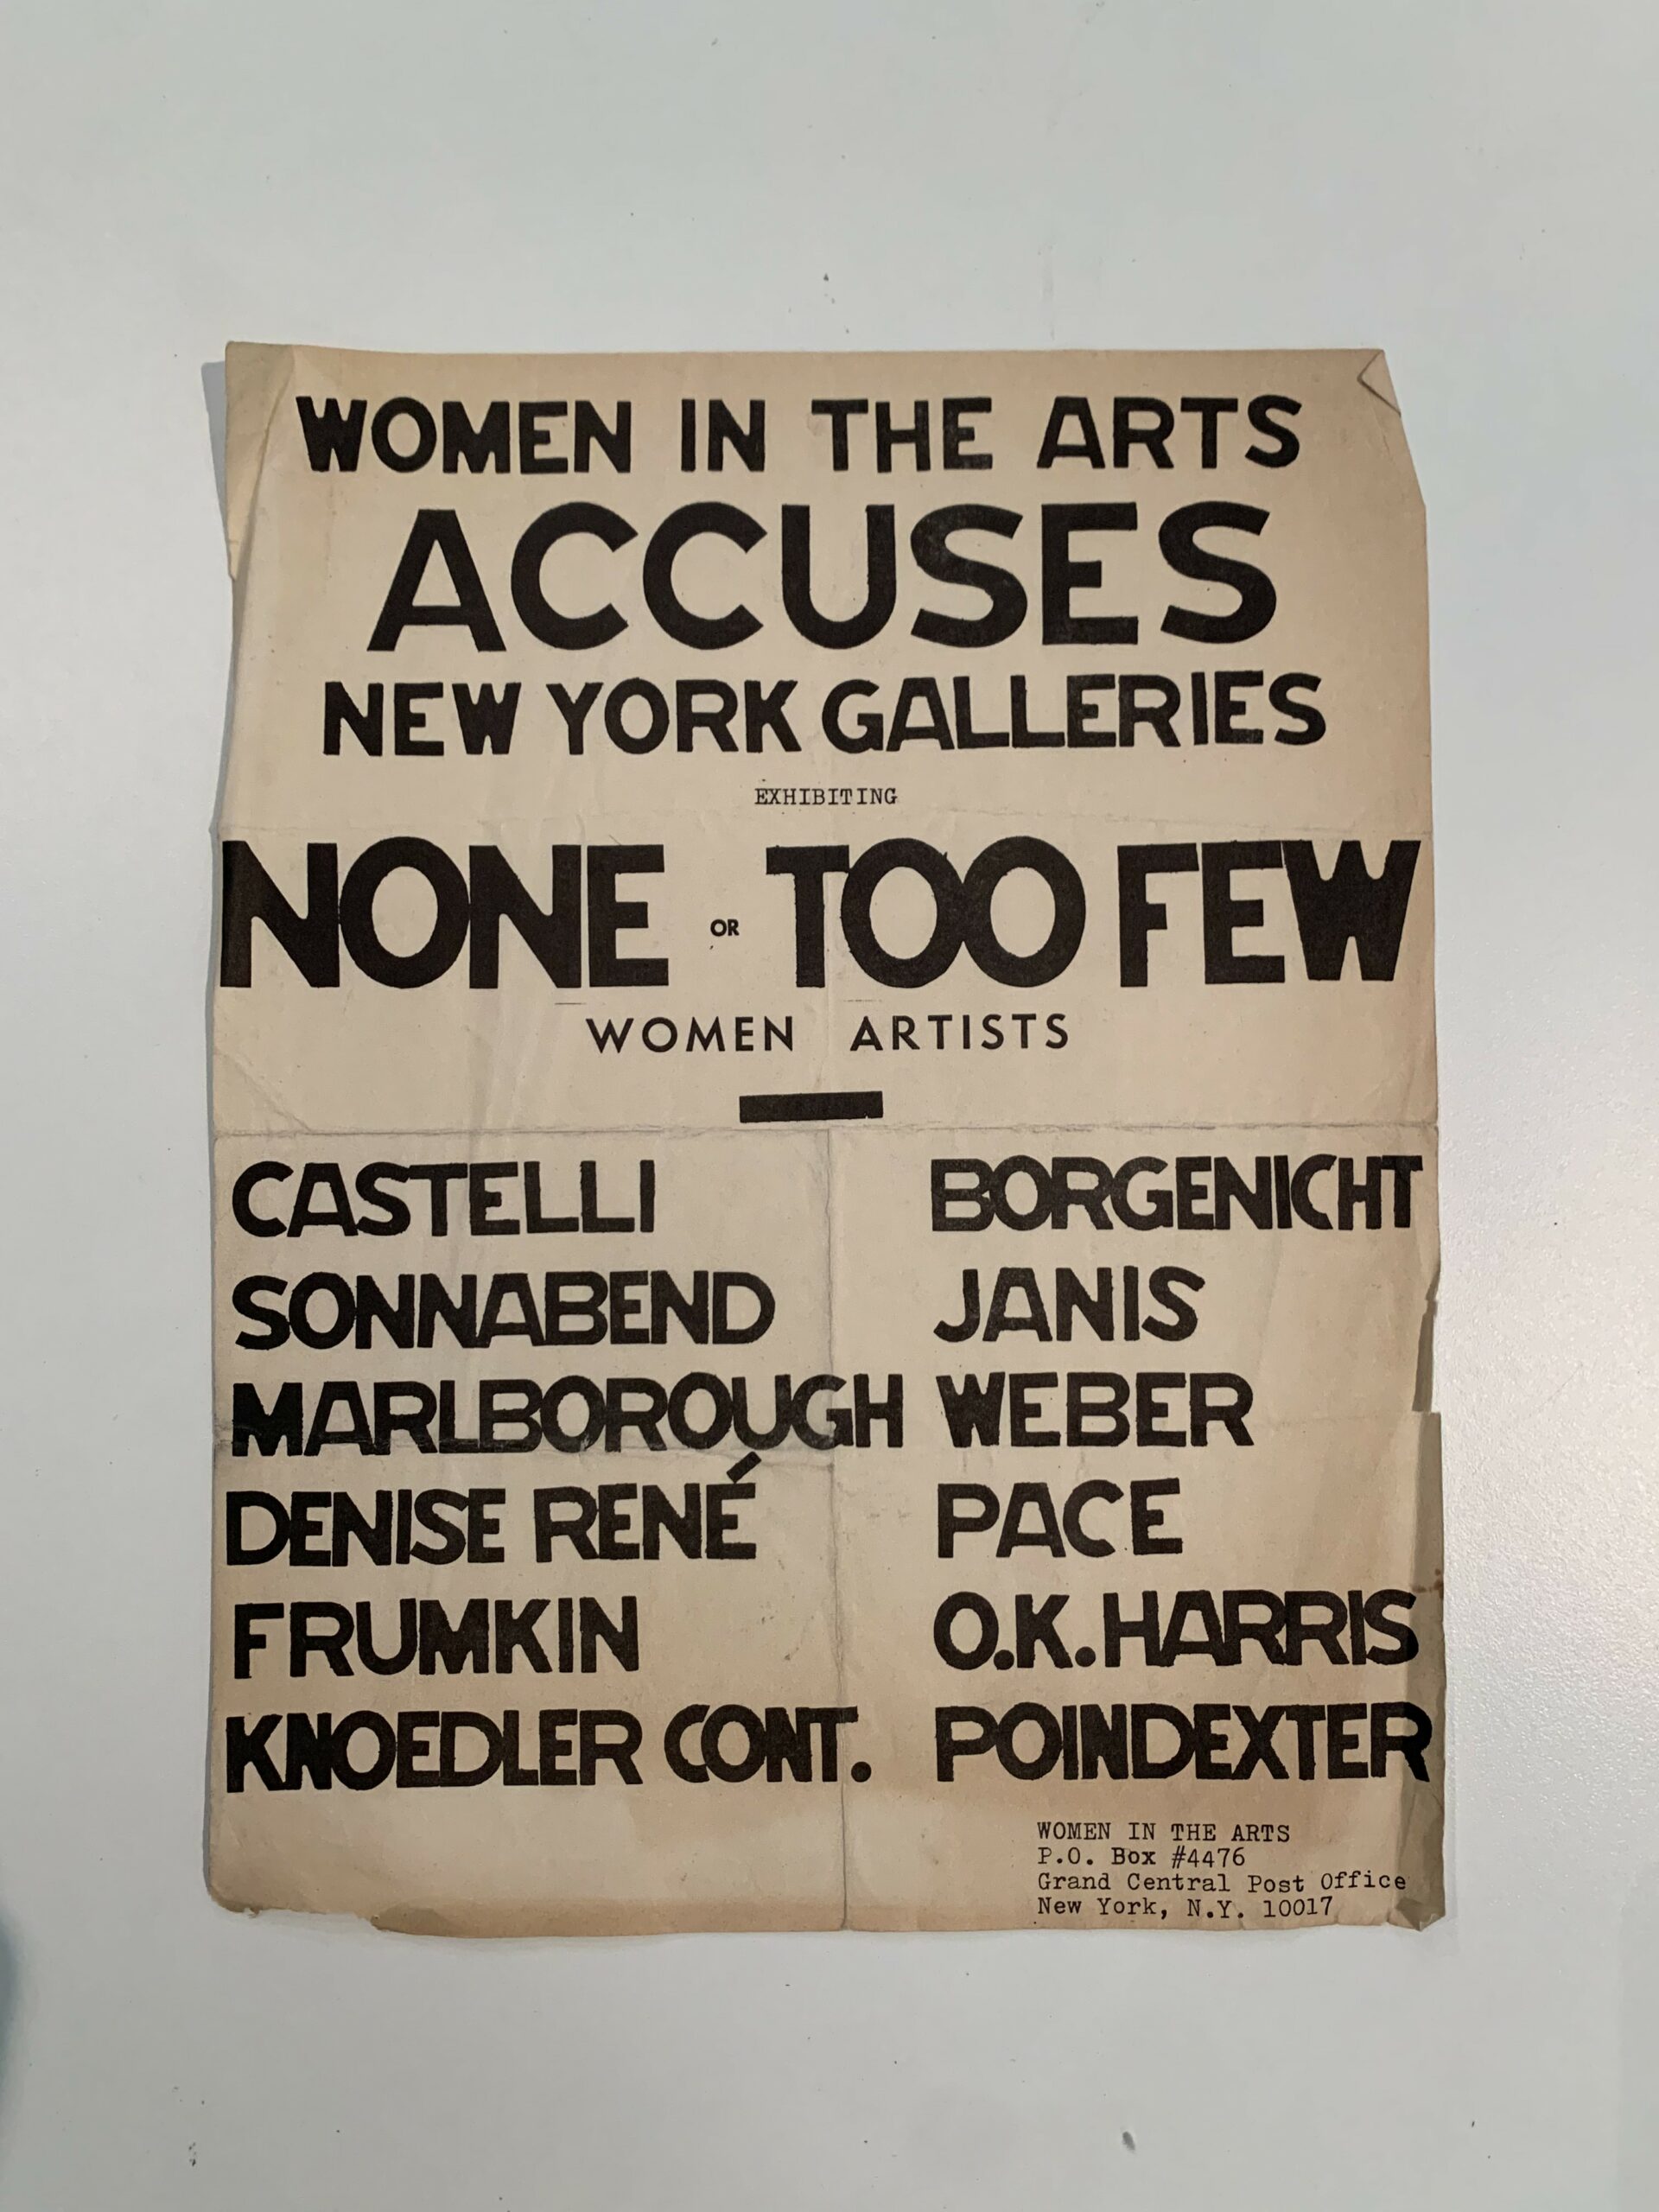 WOMEN IN THE ARTS
ACCUSES
NEW YORK GALLERIES
EXHIBITING
NONE OR TOO FEW
WOMEN ARTISTS
CASTELLI
SONNABEND
MARLBOROUGH
DENISE RENÉ
FRUMKIN
KNOEDLER CONT.
BORGENICHT
JANIS
WEBER
PACE
O.K. HARRIS
POINDEXTER
WOMEN IN THE ARTS
P.O. Box #4476
Grand Central Post Office
New York, N.Y. 10017